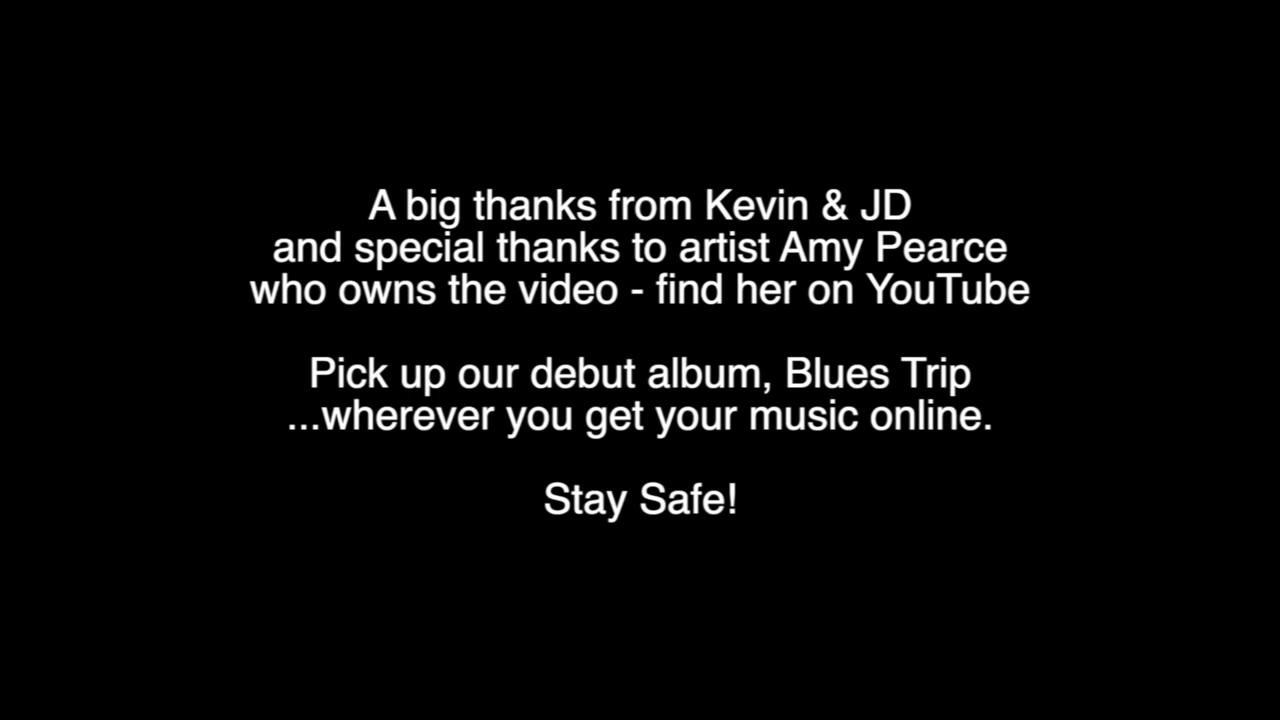 A big thanks from Kevin & JD
and special thanks to artist Amy Pearce
who owns the video - find her on YouTube
Pick up our debut album, Blues Trip
...wherever you get your music online.
Stay Safe!